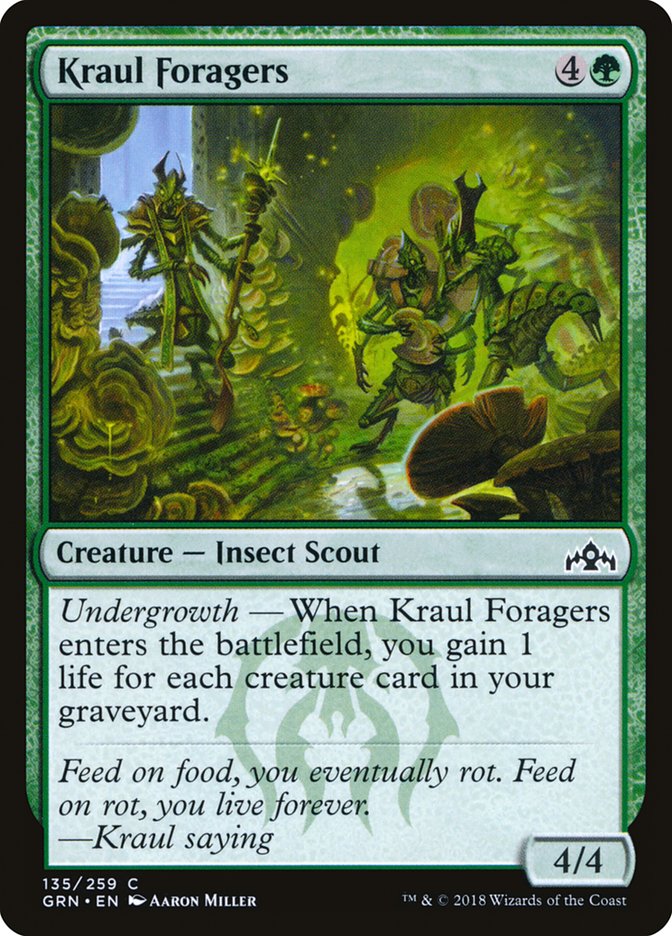 Kraul Foragers 4
Creature — Insect Scout
Undergrowth — When Kraul Foragers
enters the battlefield, you gain 1
life for each creature card in your
graveyard.
Feed on food, you eventually rot. Feed
on rot, you live forever.
—Kraul saying
4/4
135/259 C
GRN • EN Aaron Miller
™ & © 2018 Wizards of the Coast